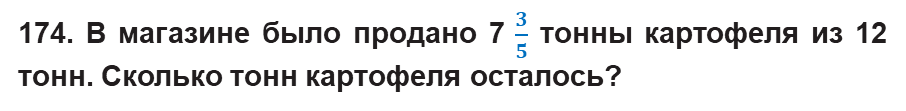 174. В магазине было продано 7 3/5 тонны картофеля из 12
тонн. Сколько тонн картофеля осталось?